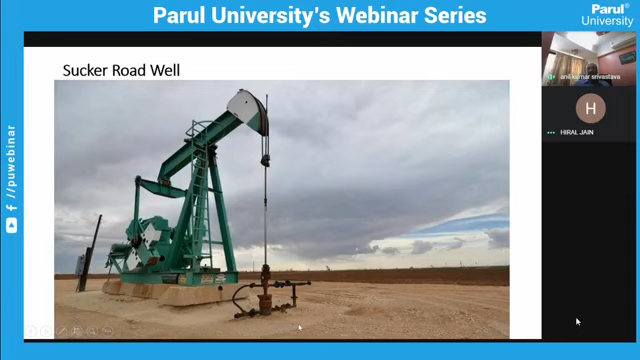 Parul University's Webinar Series
Parul®
University
Sucker Road Well
anil kumar srivastava
H
HIRAL JAIN
//puwebinar